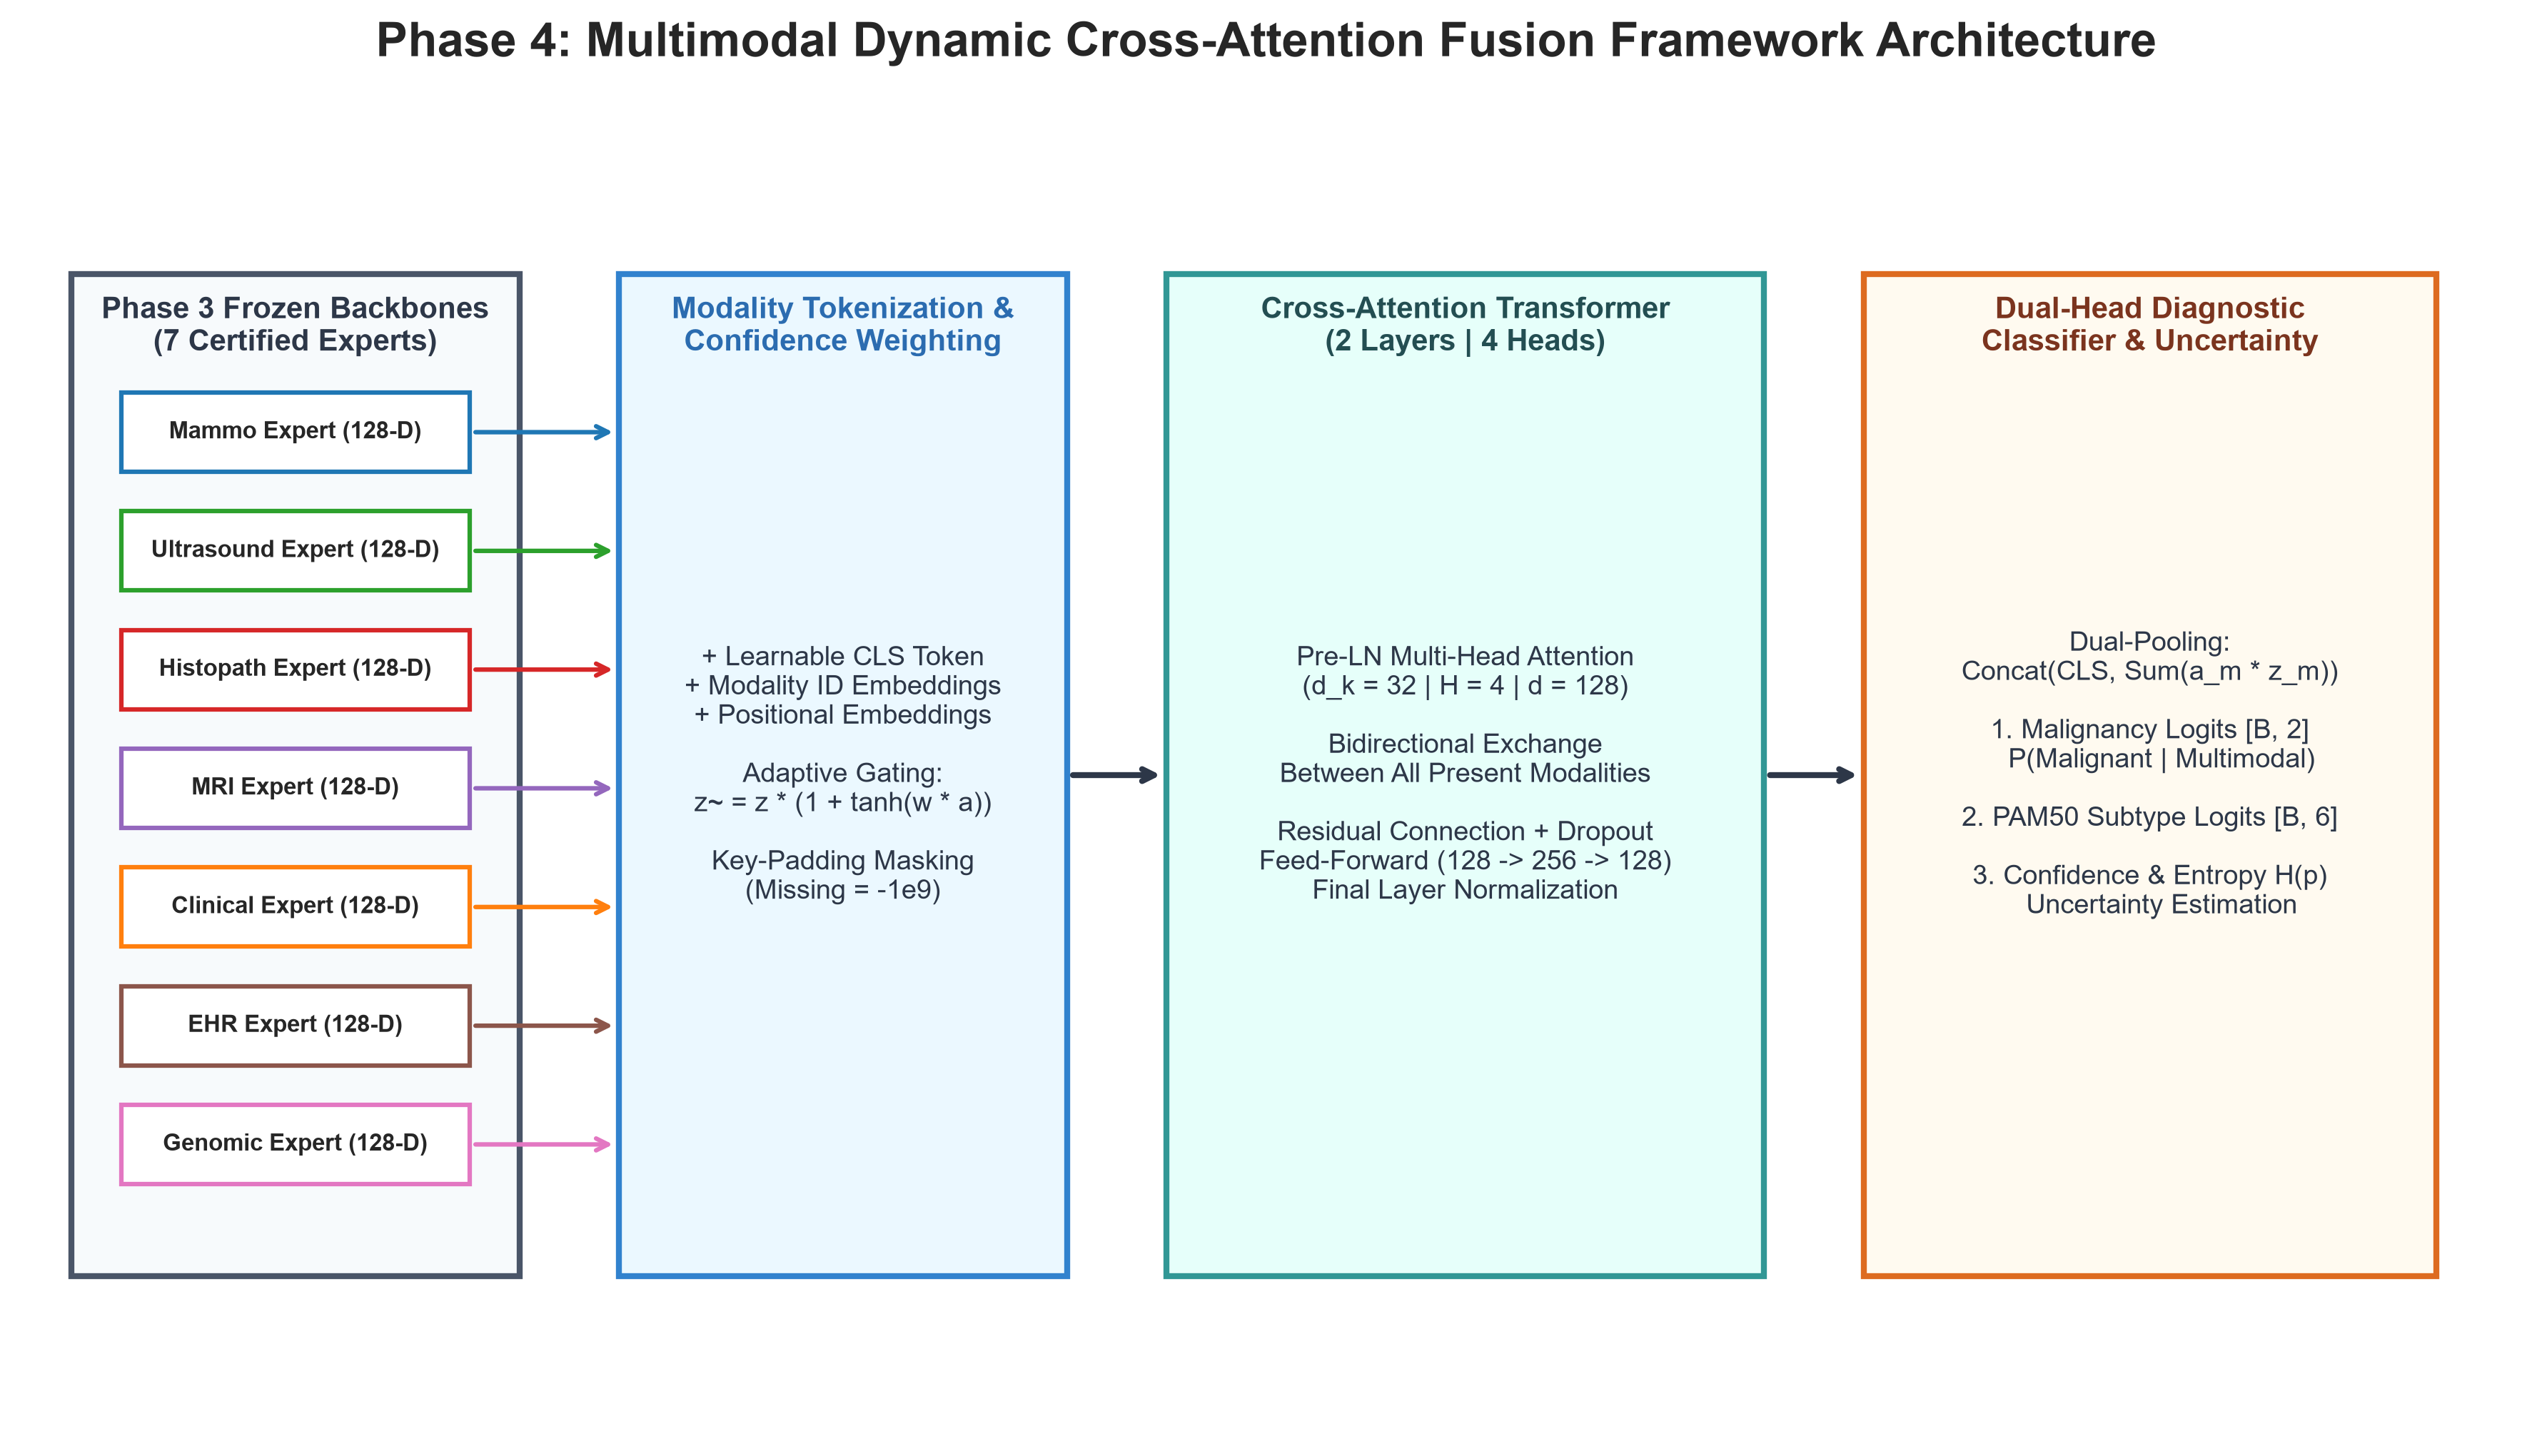 Phase 4: Multimodal Dynamic Cross-Attention Fusion Framework Architecture
Phase 3 Frozen Backbones
(7 Certified Experts)
Mammo Expert (128-D)
Ultrasound Expert (128-D)
Histopath Expert (128-D)
MRI Expert (128-D)
Clinical Expert (128-D)
EHR Expert (128-D)
Genomic Expert (128-D)
Modality Tokenization &
Confidence Weighting
+ Learnable CLS Token
+ Modality ID Embeddings
+ Positional Embeddings
Adaptive Gating:
z~ = z * (1 + tanh(w * a))
Key-Padding Masking
(Missing = -1e9)
Cross-Attention Transformer
(2 Layers | 4 Heads)
Pre-LN Multi-Head Attention
(d_k = 32 | H = 4 | d = 128)
Bidirectional Exchange
Between All Present Modalities
Residual Connection + Dropout
Feed-Forward (128 -> 256 -> 128)
Final Layer Normalization
Dual-Head Diagnostic
Classifier & Uncertainty
Dual-Pooling:
Concat(CLS, Sum(a_m * z_m))
1. Malignancy Logits [B, 2]
P(Malignant | Multimodal)
2. PAM50 Subtype Logits [B, 6]
3. Confidence & Entropy H(p)
Uncertainty Estimation